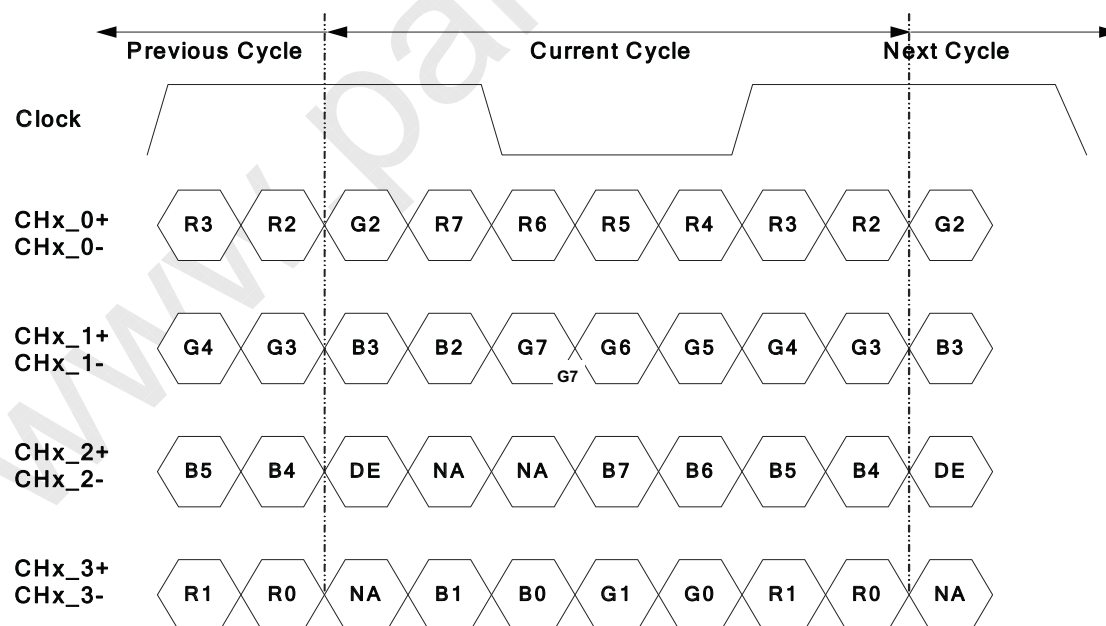 Previous Cycle Current Cycle Next Cycle
Clock
CHx_0+
CHx_0-
R3 R2 G2 R7 R6 R5 R4 R3 R2 G2
CHx_1+
CHx_1-
G4 G3 B3 B2 G7 G6 G5 G4 G3 B3
G7
CHx_2+
CHx_2-
B5 B4 DE NA NA B7 B6 B5 B4 DE
CHx_3+
CHx_3-
R1 R0 NA B1 B0 G1 G0 R1 R0 NA
www.pa